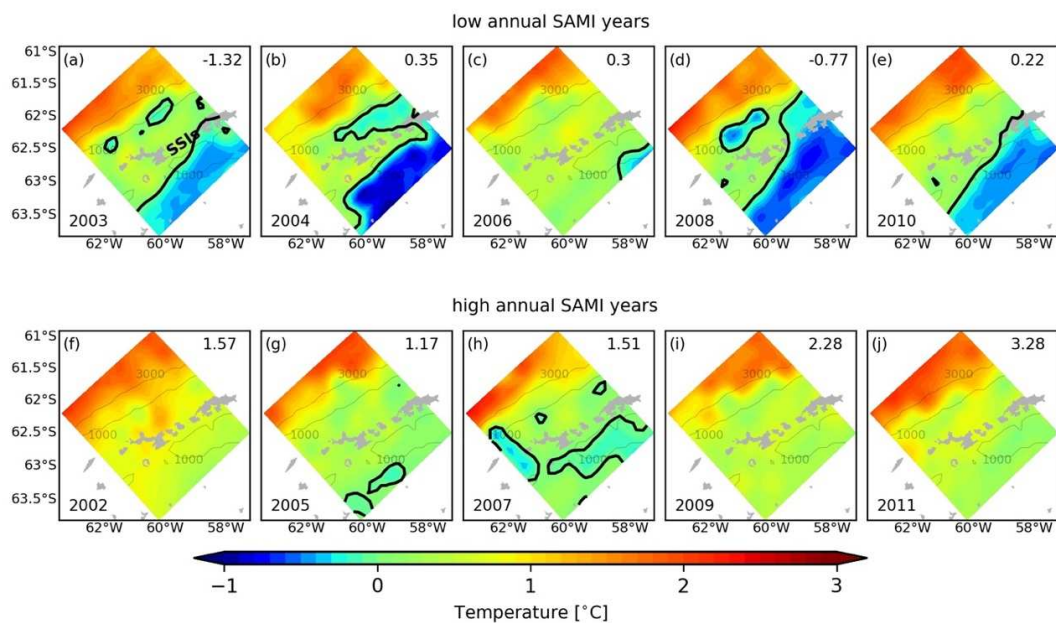 low annual SAMI years
61°S
61.5°S
62°S
62.5°S
63°S
63.5°S
(a) -1.32
3000
SSIs
1000
1000
2003
62°W 60°W 58°W
(b) 0.35
3000
1000
1000
2004
62°W 60°W 58°W
(c) 0.3
3000
1000
1000
2006
62°W 60°W 58°W
(d) -0.77
3000
1000
1000
2008
62°W 60°W 58°W
(e) 0.22
3000
1000
1000
2010
62°W 60°W 58°W
high annual SAMI years
61°S
61.5°S
62°S
62.5°S
63°S
63.5°S
(f) 1.57
3000
1000
1000
2002
62°W 60°W 58°W
(g) 1.17
3000
1000
1000
2005
62°W 60°W 58°W
(h) 1.51
3000
1000
1000
2007
62°W 60°W 58°W
(i) 2.28
3000
1000
1000
2009
62°W 60°W 58°W
(j) 3.28
3000
1000
1000
2011
62°W 60°W 58°W
−1 0 1 2 3
Temperature [°C]